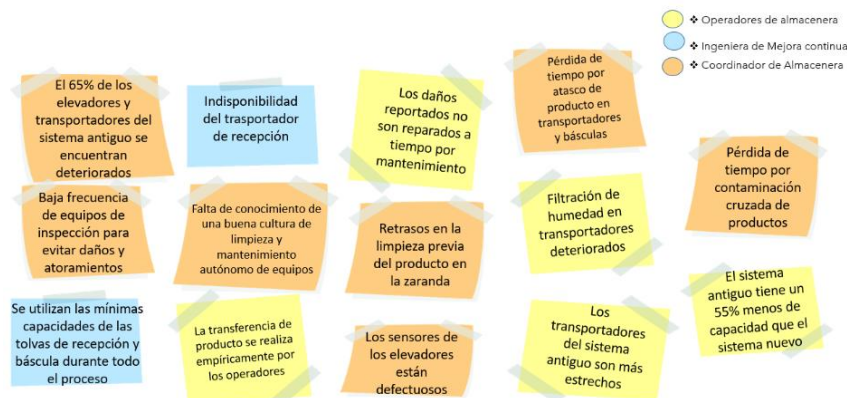 ❖ Operadores de almacenera
❖ Ingeniera de Mejora continua
❖ Coordinador de Almacenera
El 65% de los
elevadores y
transportadores del
sistema antiguo se
encuentran
deteriorados
Indisponibilidad
del trasportador
de recepción
Los daños
reportados no
son reparados a
tiempo por
mantenimiento
Pérdida de
tiempo por
atasco de
producto en
transportadores
y básculas
Pérdida de
tiempo por
contaminación
cruzada de
productos
Baja frecuencia
de equipos de
inspección para
evitar daños y
atoramientos
Falta de conocimiento de
una buena cultura de
limpieza y
mantenimiento
autónomo de equipos
Retrasos en la
limpieza previa
del producto en
la zaranda
Filtración de
humedad en
transportadores
deteriorados
El sistema
antiguo tiene un
55% menos de
capacidad que el
sistema nuevo
Se utilizan las mínimas
capacidades de las
tolvas de recepción y
báscula durante todo
el proceso
La transferencia de
producto se realiza
empíricamente por
los operadores
Los sensores de
los elevadores
están
defectuosos
Los
transportadores
del sistema
antiguo son más
estrechos